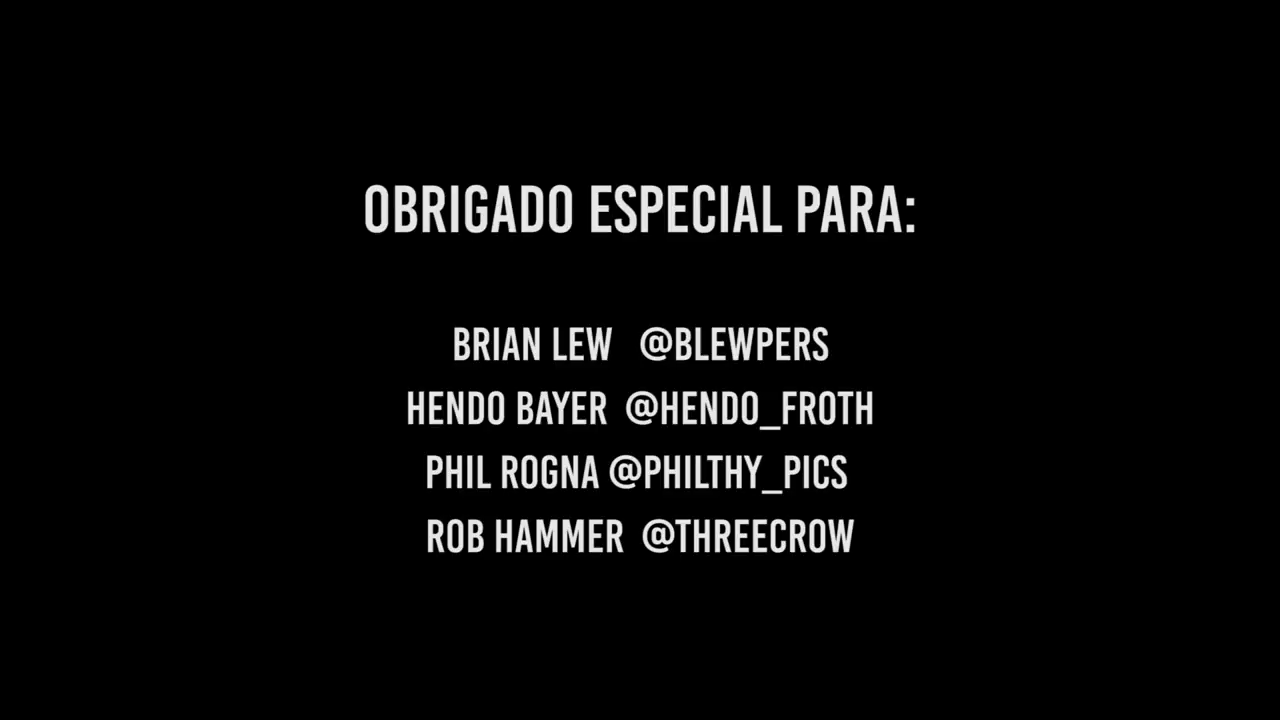 OBRIGADO ESPECIAL PARA:
BRIAN LEW @BLEWPERS
HENDO BAYER @HENDO_FROTH
PHIL ROGNA @PHILTHY_PICS
ROB HAMMER @THREECROW